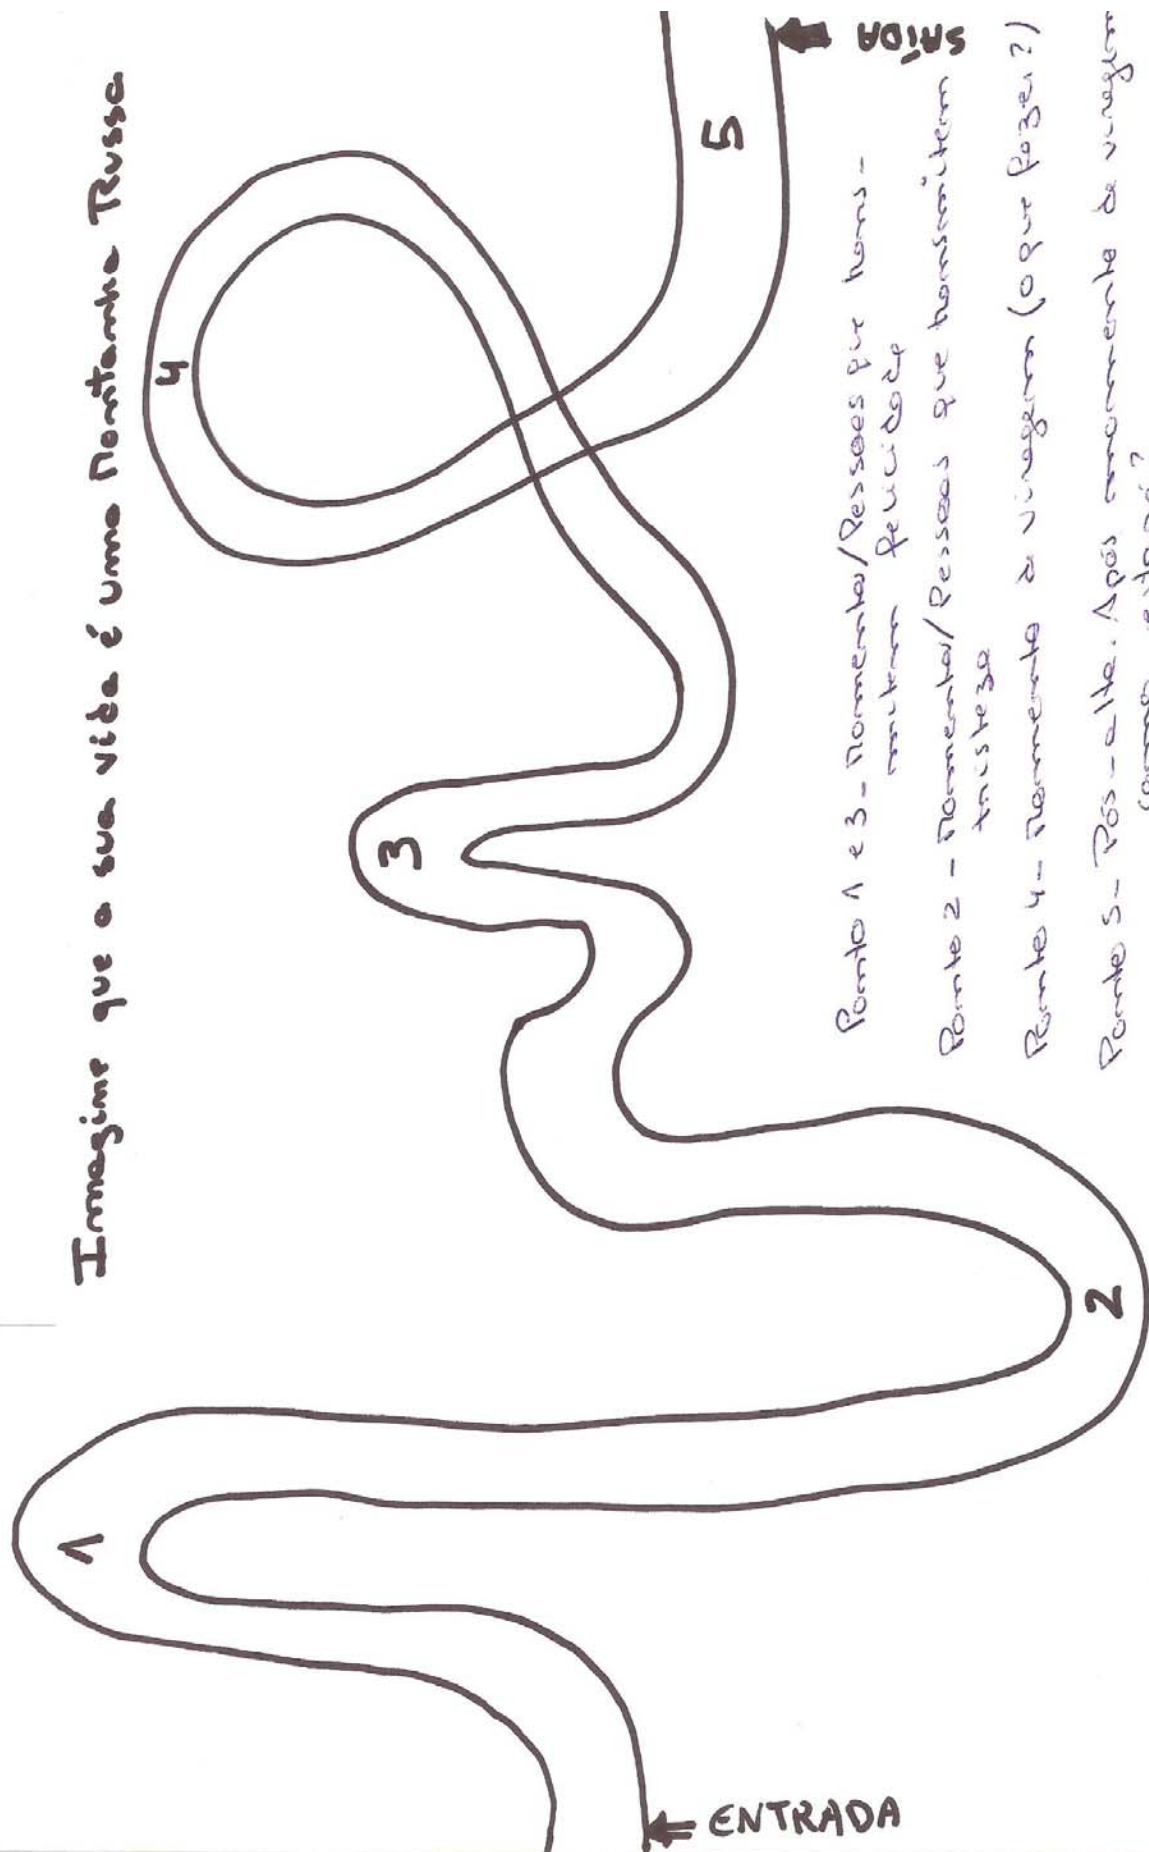 Imagine que a sua vida é uma Montanha Russa
1
2
3
4
5
ENTRADA
SAÍDA
Ponto 1 e 3 - Momentos/Pessoas que trans-
mitem felicidade
Ponto 2 - Momentos/Pessoas que transmitem
tristeza
Ponto 4 - Momento de viragem (o que fazer?)
Ponto 5 - Pós-alta. Após momento de viragem
como estará?